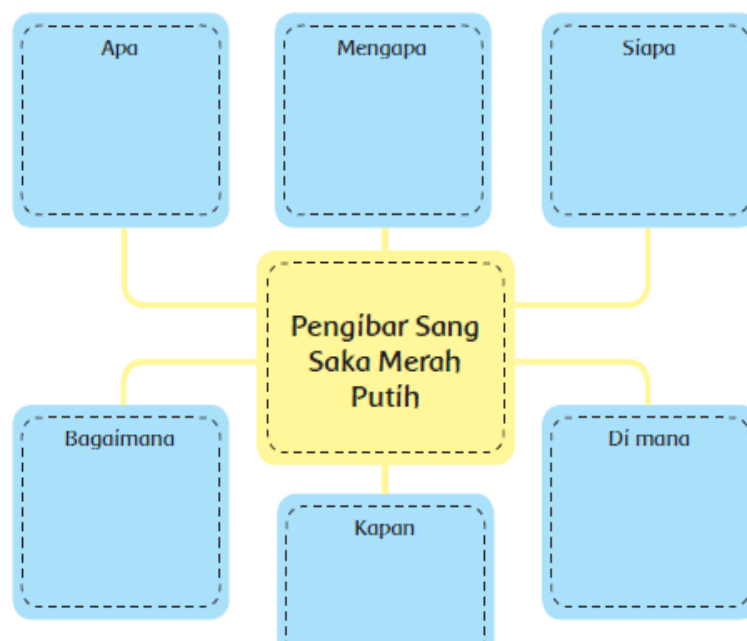 Apa
Mengapa
Siapa
Pengibar Sang
Saka Merah
Putih
Bagaimana
Di mana
Kapan